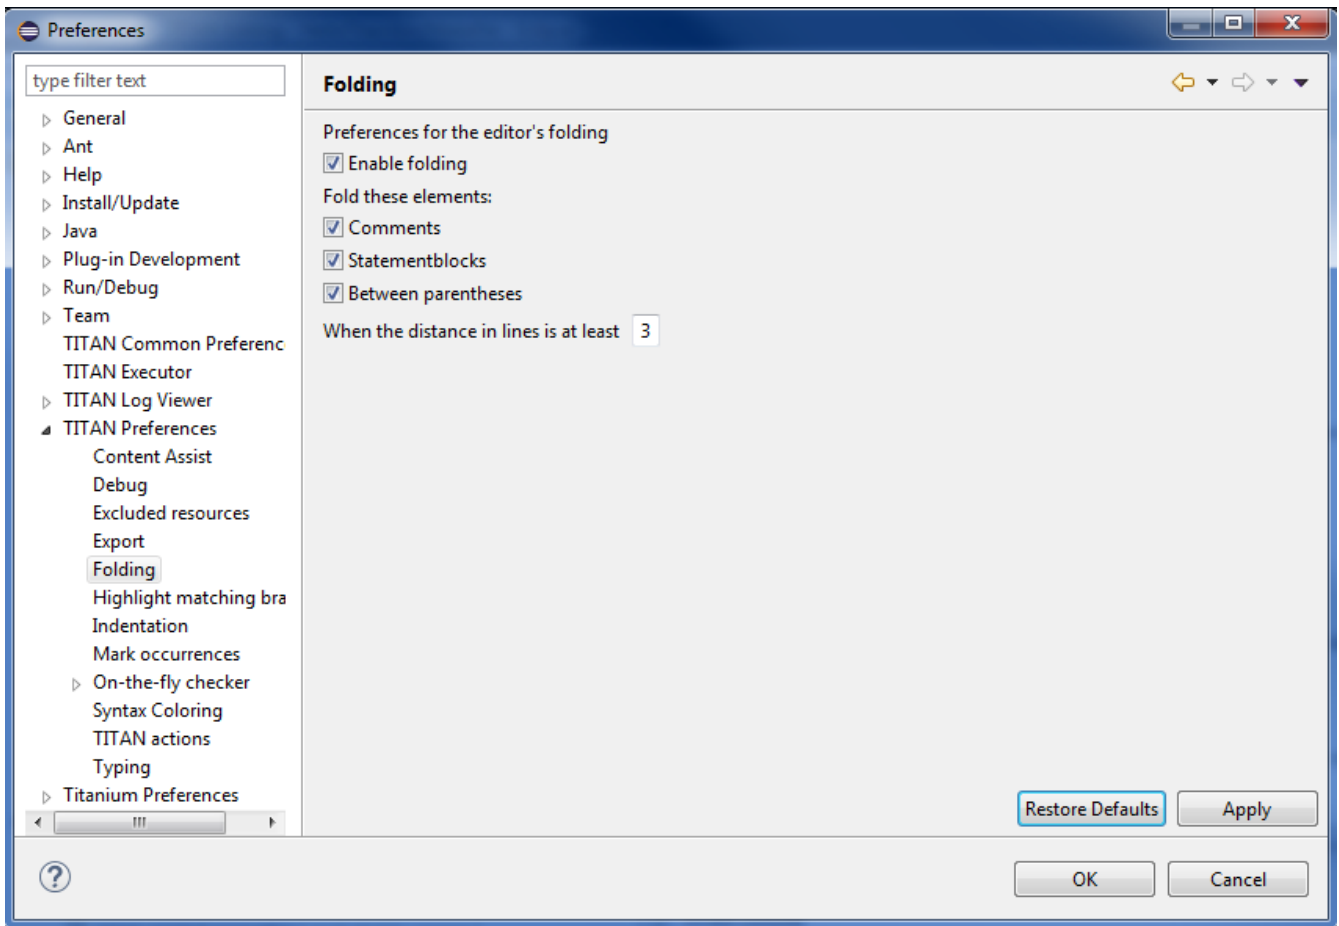 Preferences
type filter text
General
Ant
Help
Install/Update
Java
Plug-in Development
Run/Debug
Team
TITAN Common Preferenc
TITAN Executor
TITAN Log Viewer
TITAN Preferences
Content Assist
Debug
Excluded resources
Export
Folding
Highlight matching bra
Indentation
Mark occurrences
On-the-fly checker
Syntax Coloring
TITAN actions
Typing
Titanium Preferences
Folding
Preferences for the editor's folding
Enable folding
Fold these elements:
Comments
Statementblocks
Between parentheses
When the distance in lines is at least 3
Restore Defaults Apply
OK Cancel